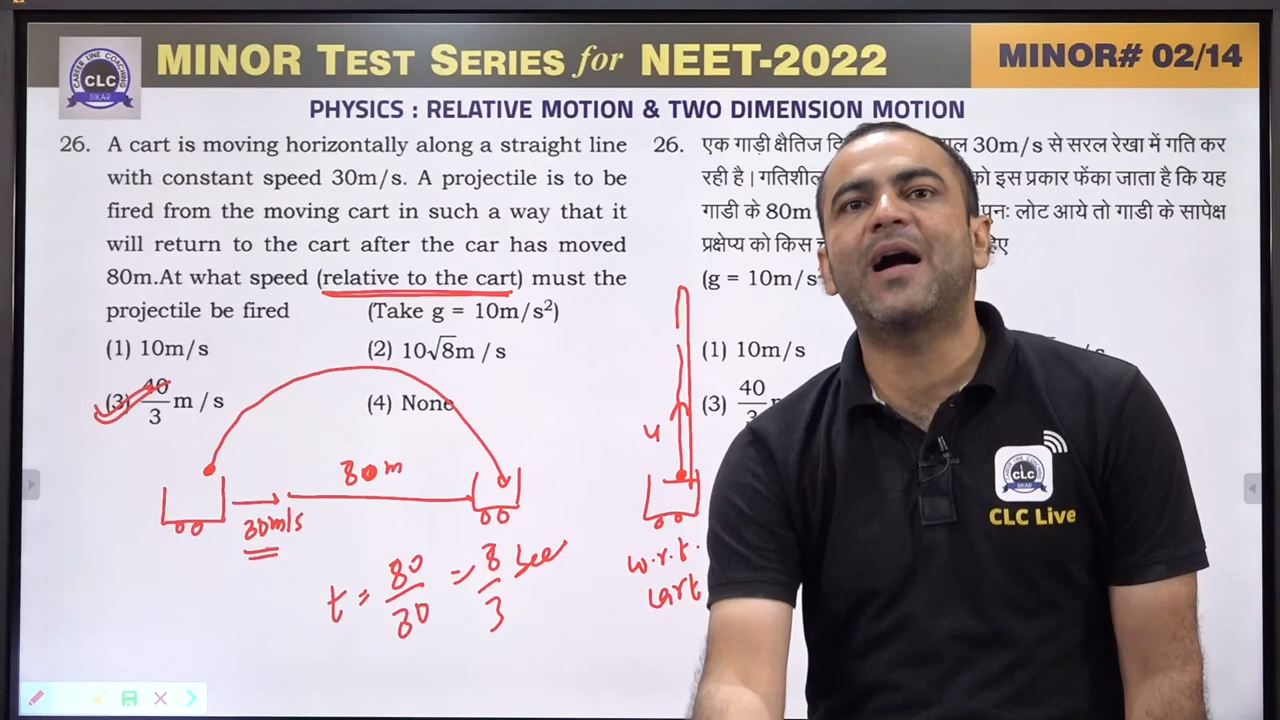 MINOR TEST SERIES for NEET-2022
MINOR# 02/14
CAREER LINE COACHING
CLC
SIKAR
PHYSICS : RELATIVE MOTION & TWO DIMENSION MOTION
26. A cart is moving horizontally along a straight line
with constant speed 30m/s. A projectile is to be
fired from the moving cart in such a way that it
will return to the cart after the car has moved
80m.At what speed (relative to the cart) must the
projectile be fired (Take g = 10m/s²)
(1) 10m/s (2) 10√8m / s
(3) 40/3 m / s (4) None
80m
30m/s
t = 80/30 = 8/3 sec
26. एक गाड़ी क्षैतिज 30m/s से सरल रेखा में गति कर
रही है। गतिशील को इस प्रकार फेंका जाता है कि यह
गाडी के 80m पुनः लोट आये तो गाडी के सापेक्ष
प्रक्षेप्य को किस
(g = 10m/s
(1) 10m/s
(3) 40
u
w.r.t.
cart
CLC
SIKAR
CLC Live